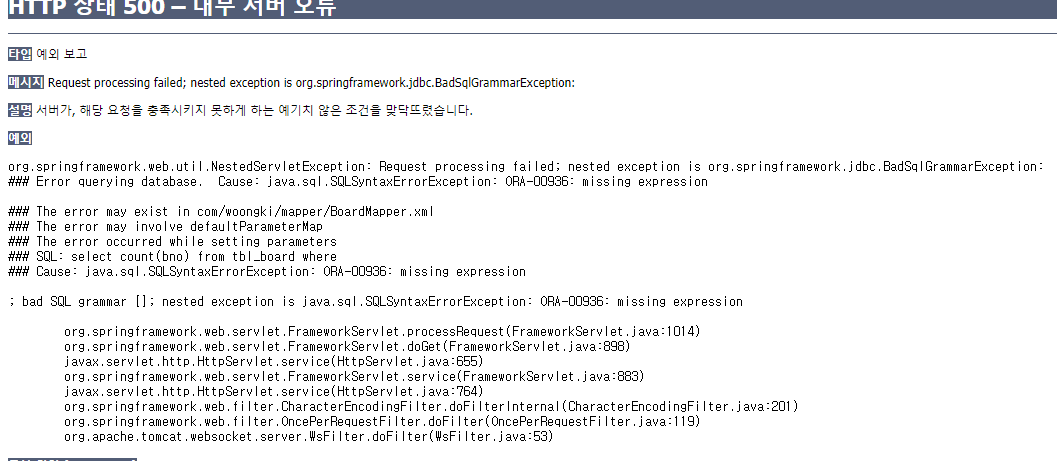 HTTP 상태 500 – 내부 서버 오류
타입 예외 보고
메시지 Request processing failed; nested exception is org.springframework.jdbc.BadSqlGrammarException:
설명 서버가, 해당 요청을 충족시키지 못하게 하는 예기치 않은 조건을 맞닥뜨렸습니다.
예외
org.springframework.web.util.NestedServletException: Request processing failed; nested exception is org.springframework.jdbc.BadSqlGrammarException:
### Error querying database.  Cause: java.sql.SQLSyntaxErrorException: ORA-00936: missing expression
### The error may exist in com/woongki/mapper/BoardMapper.xml
### The error may involve defaultParameterMap
### The error occurred while setting parameters
### SQL: select count(bno) from tbl_board where
### Cause: java.sql.SQLSyntaxErrorException: ORA-00936: missing expression
; bad SQL grammar []; nested exception is java.sql.SQLSyntaxErrorException: ORA-00936: missing expression
org.springframework.web.servlet.FrameworkServlet.processRequest(FrameworkServlet.java:1014)
org.springframework.web.servlet.FrameworkServlet.doGet(FrameworkServlet.java:898)
javax.servlet.http.HttpServlet.service(HttpServlet.java:655)
org.springframework.web.servlet.FrameworkServlet.service(FrameworkServlet.java:883)
javax.servlet.http.HttpServlet.service(HttpServlet.java:764)
org.springframework.web.filter.CharacterEncodingFilter.doFilterInternal(CharacterEncodingFilter.java:201)
org.springframework.web.filter.OncePerRequestFilter.doFilter(OncePerRequestFilter.java:119)
org.apache.tomcat.websocket.server.WsFilter.doFilter(WsFilter.java:53)